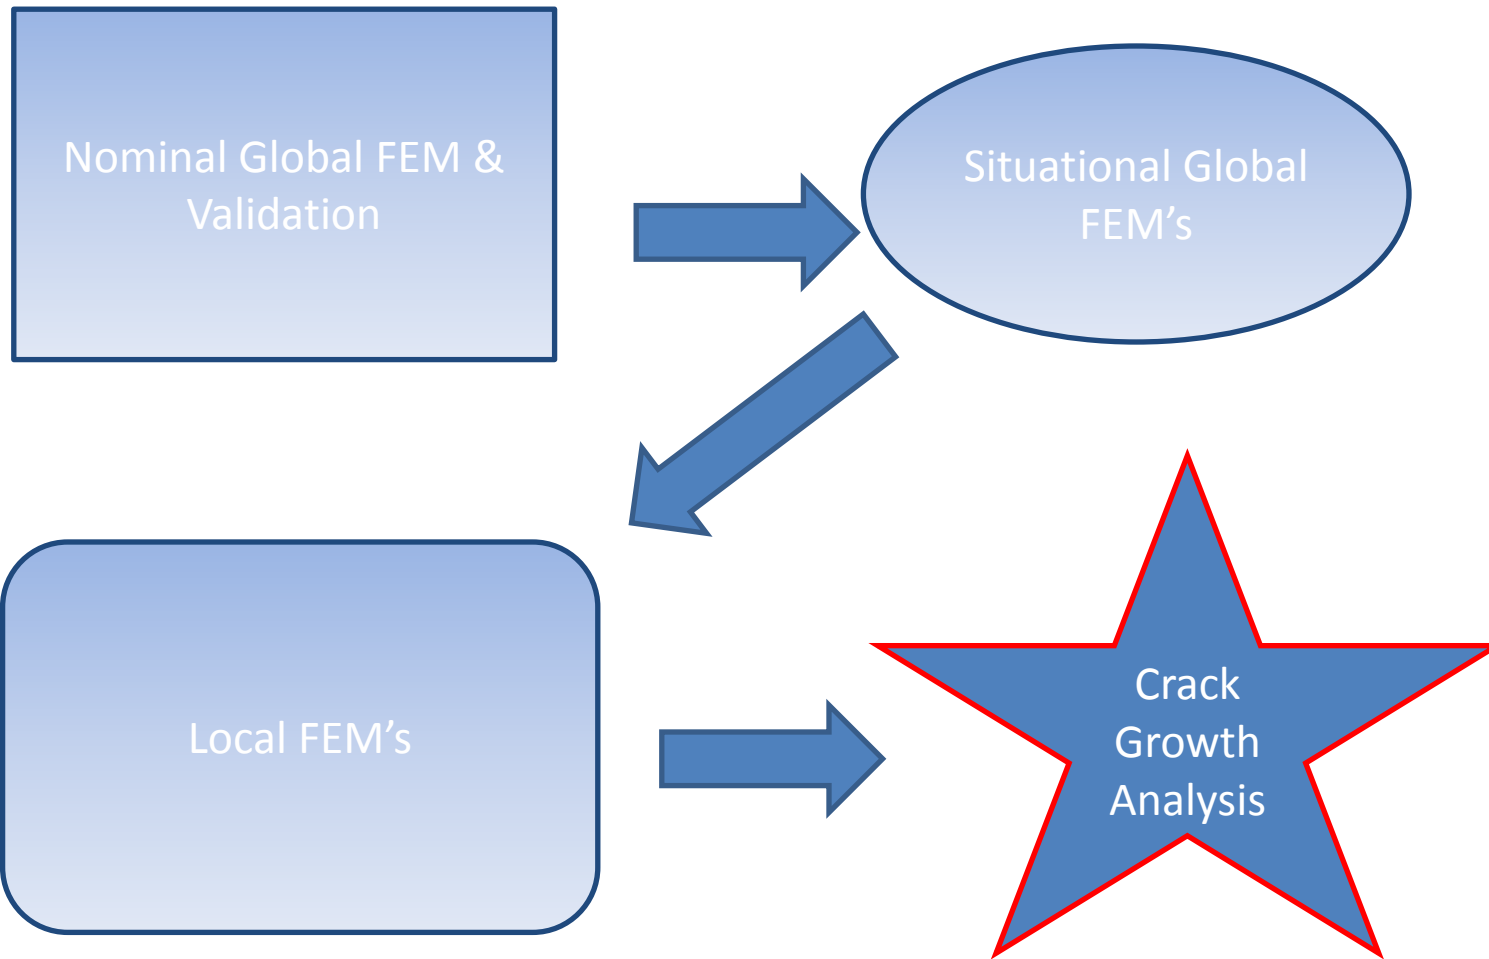 Nominal Global FEM &
Validation
Situational Global
FEM’s
Local FEM’s
Crack
Growth
Analysis